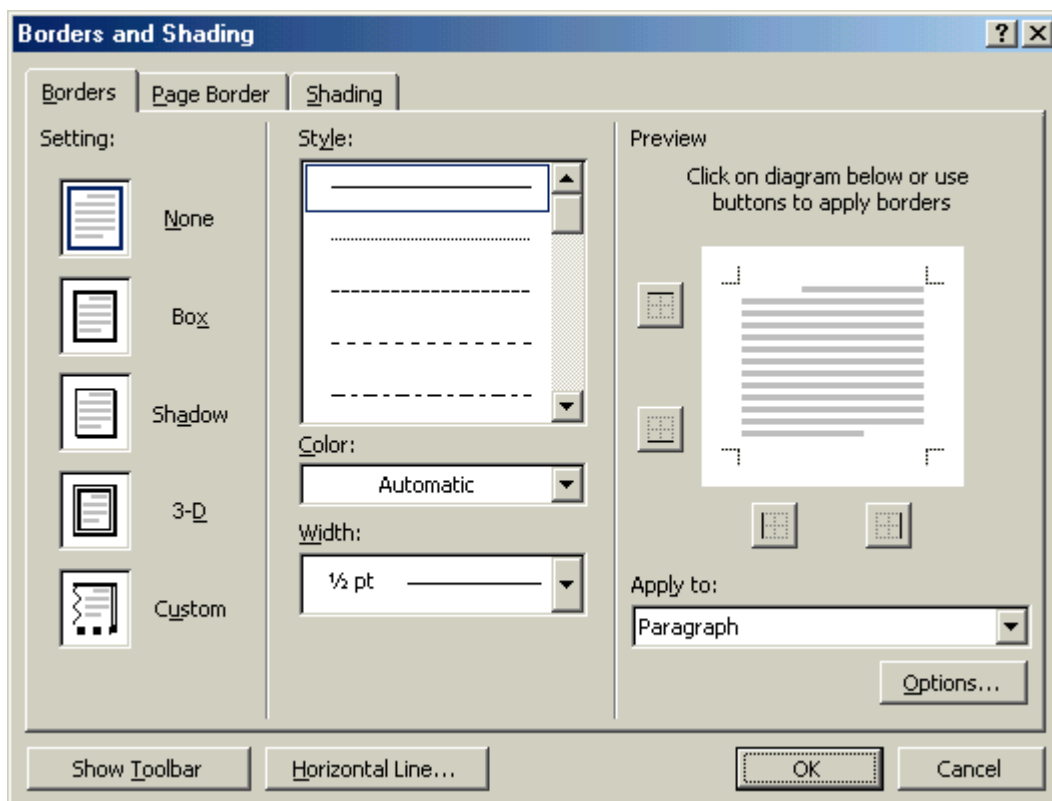 Borders and Shading
Borders
Page Border
Shading
Setting:
None
Box
Shadow
3-D
Custom
Style:
Color:
Automatic
Width:
½ pt
Preview
Click on diagram below or use
buttons to apply borders
Apply to:
Paragraph
Options...
Show Toolbar
Horizontal Line...
OK
Cancel